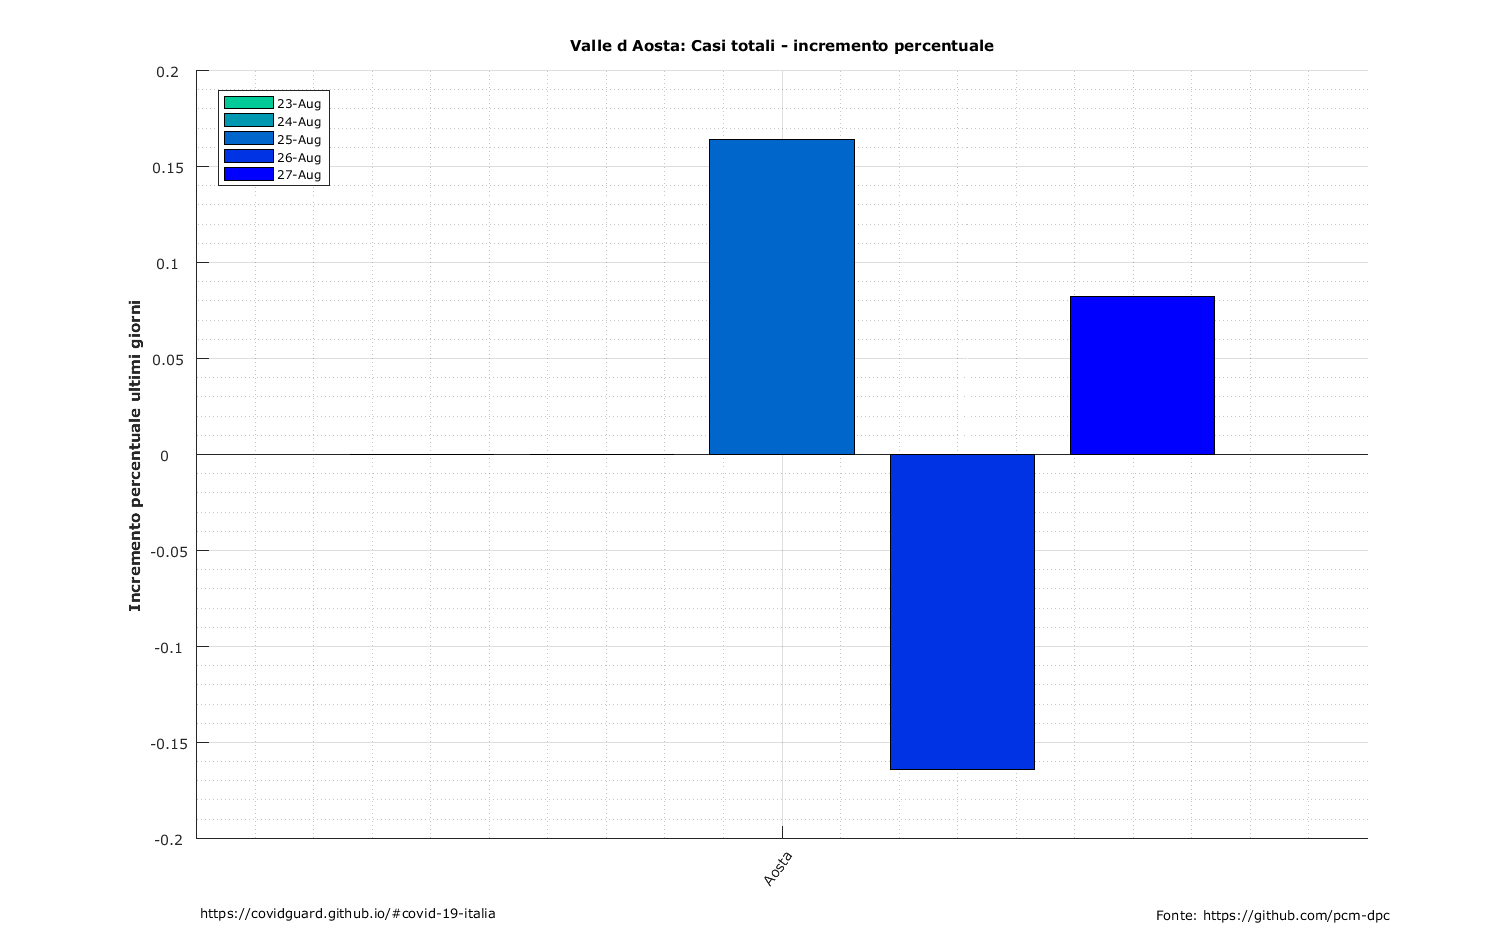 Valle d Aosta: Casi totali - incremento percentuale
0.2
0.15
0.1
0.05
0
-0.05
-0.1
-0.15
-0.2
Incremento percentuale ultimi giorni
23-Aug
24-Aug
25-Aug
26-Aug
27-Aug
Aosta
https://covidguard.github.io/#covid-19-italia
Fonte: https://github.com/pcm-dpc